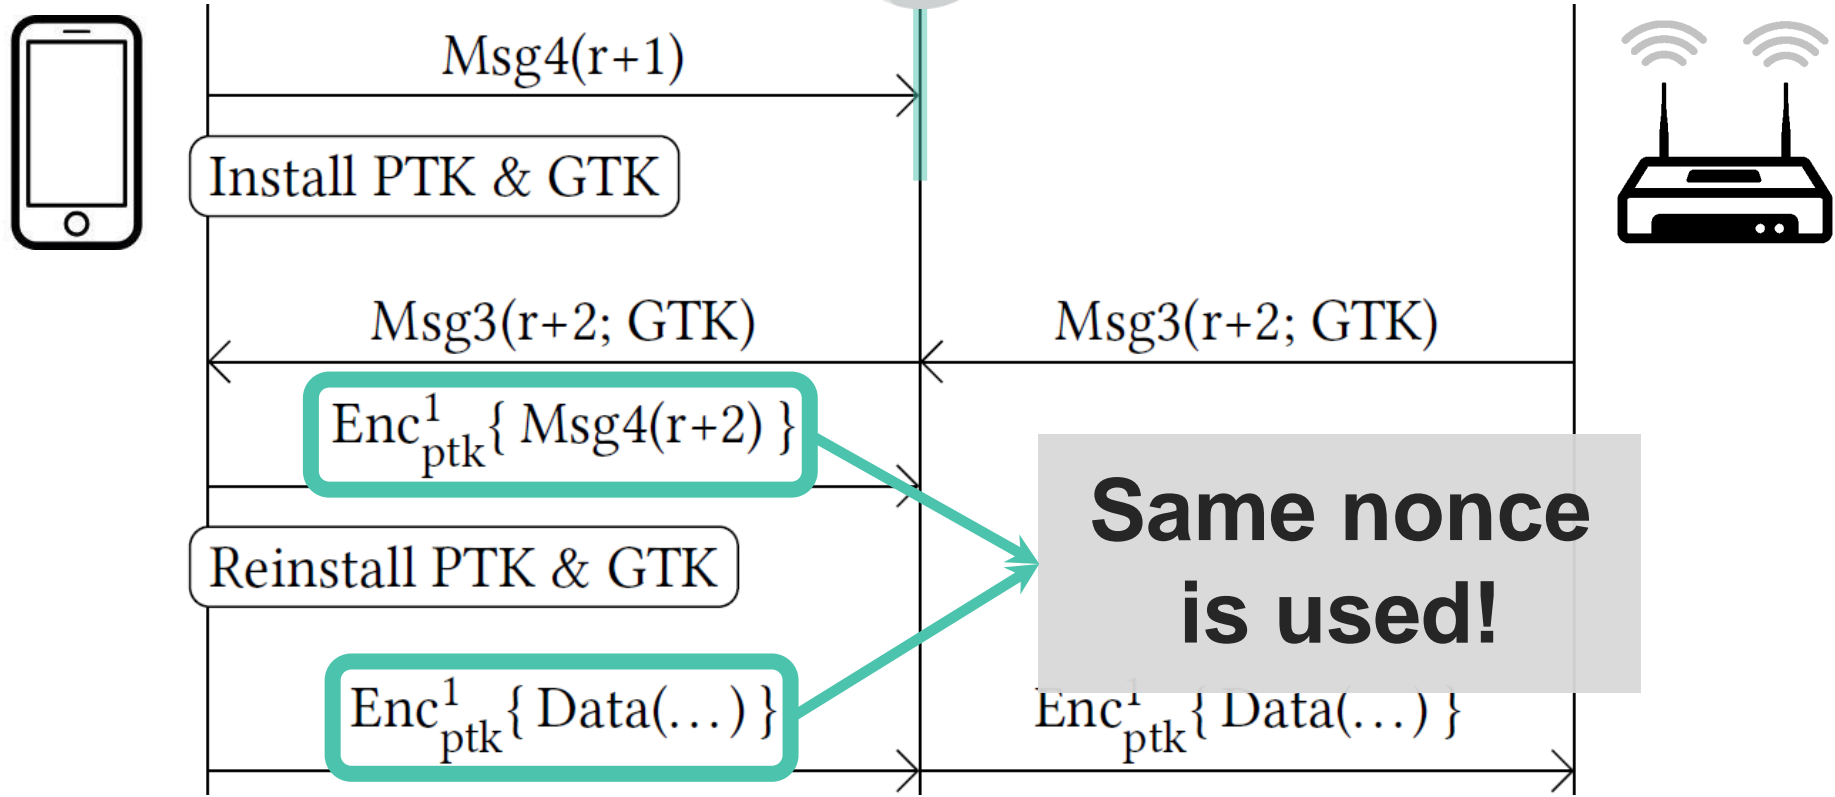 Msg4(r+1)
Install PTK & GTK
Msg3(r+2; GTK)
Msg3(r+2; GTK)
Enc¹ptk{ Msg4(r+2) }
Same nonce
is used!
Reinstall PTK & GTK
Enc¹ptk{ Data(…) }
Enc¹ptk{ Data(…) }